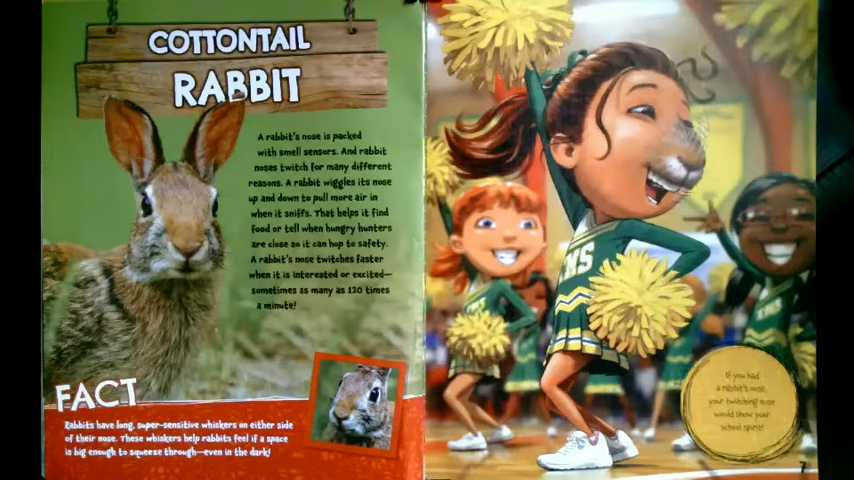 COTTONTAIL
RABBIT
A rabbit's nose is packed
with smell sensors. And rabbit
noses twitch for many different
reasons. A rabbit wiggles its nose
up and down to pull more air in
when it sniffs. That helps it find
food or tell when hungry hunters
are close so it can hop to safety.
A rabbit's nose twitches faster
when it is interested or excited—
sometimes as many as 120 times
a minute!
FACT
Rabbits have long, super-sensitive whiskers on either side
of their nose. These whiskers help rabbits feel if a space
is big enough to squeeze through—even in the dark!
If you had
a rabbit's nose,
your twitching nose
would show your
school spirit!
7